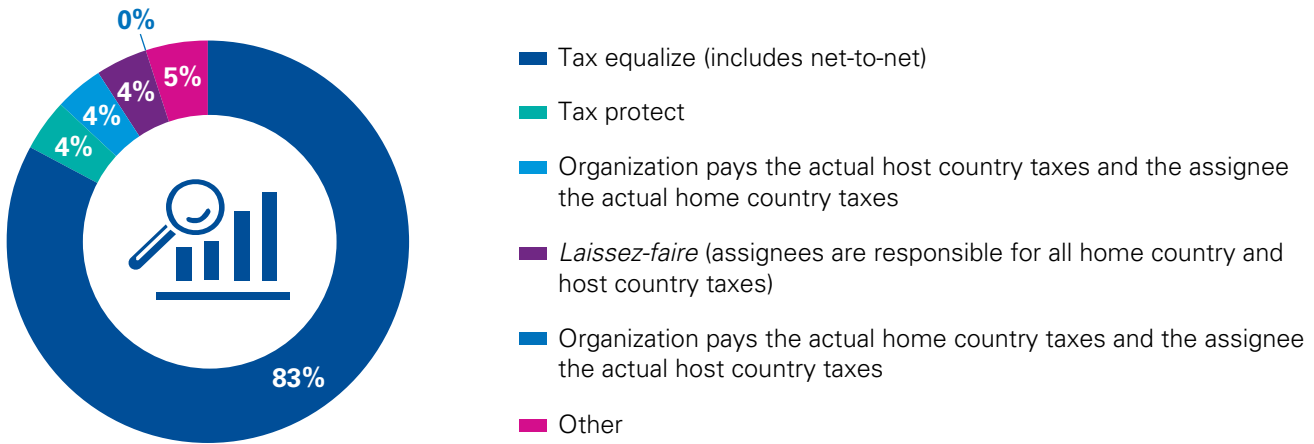 0%
5%
4%
4%
4%
83%
Tax equalize (includes net-to-net)
Tax protect
Organization pays the actual host country taxes and the assignee
the actual home country taxes
Laissez-faire (assignees are responsible for all home country and
host country taxes)
Organization pays the actual home country taxes and the assignee
the actual host country taxes
Other